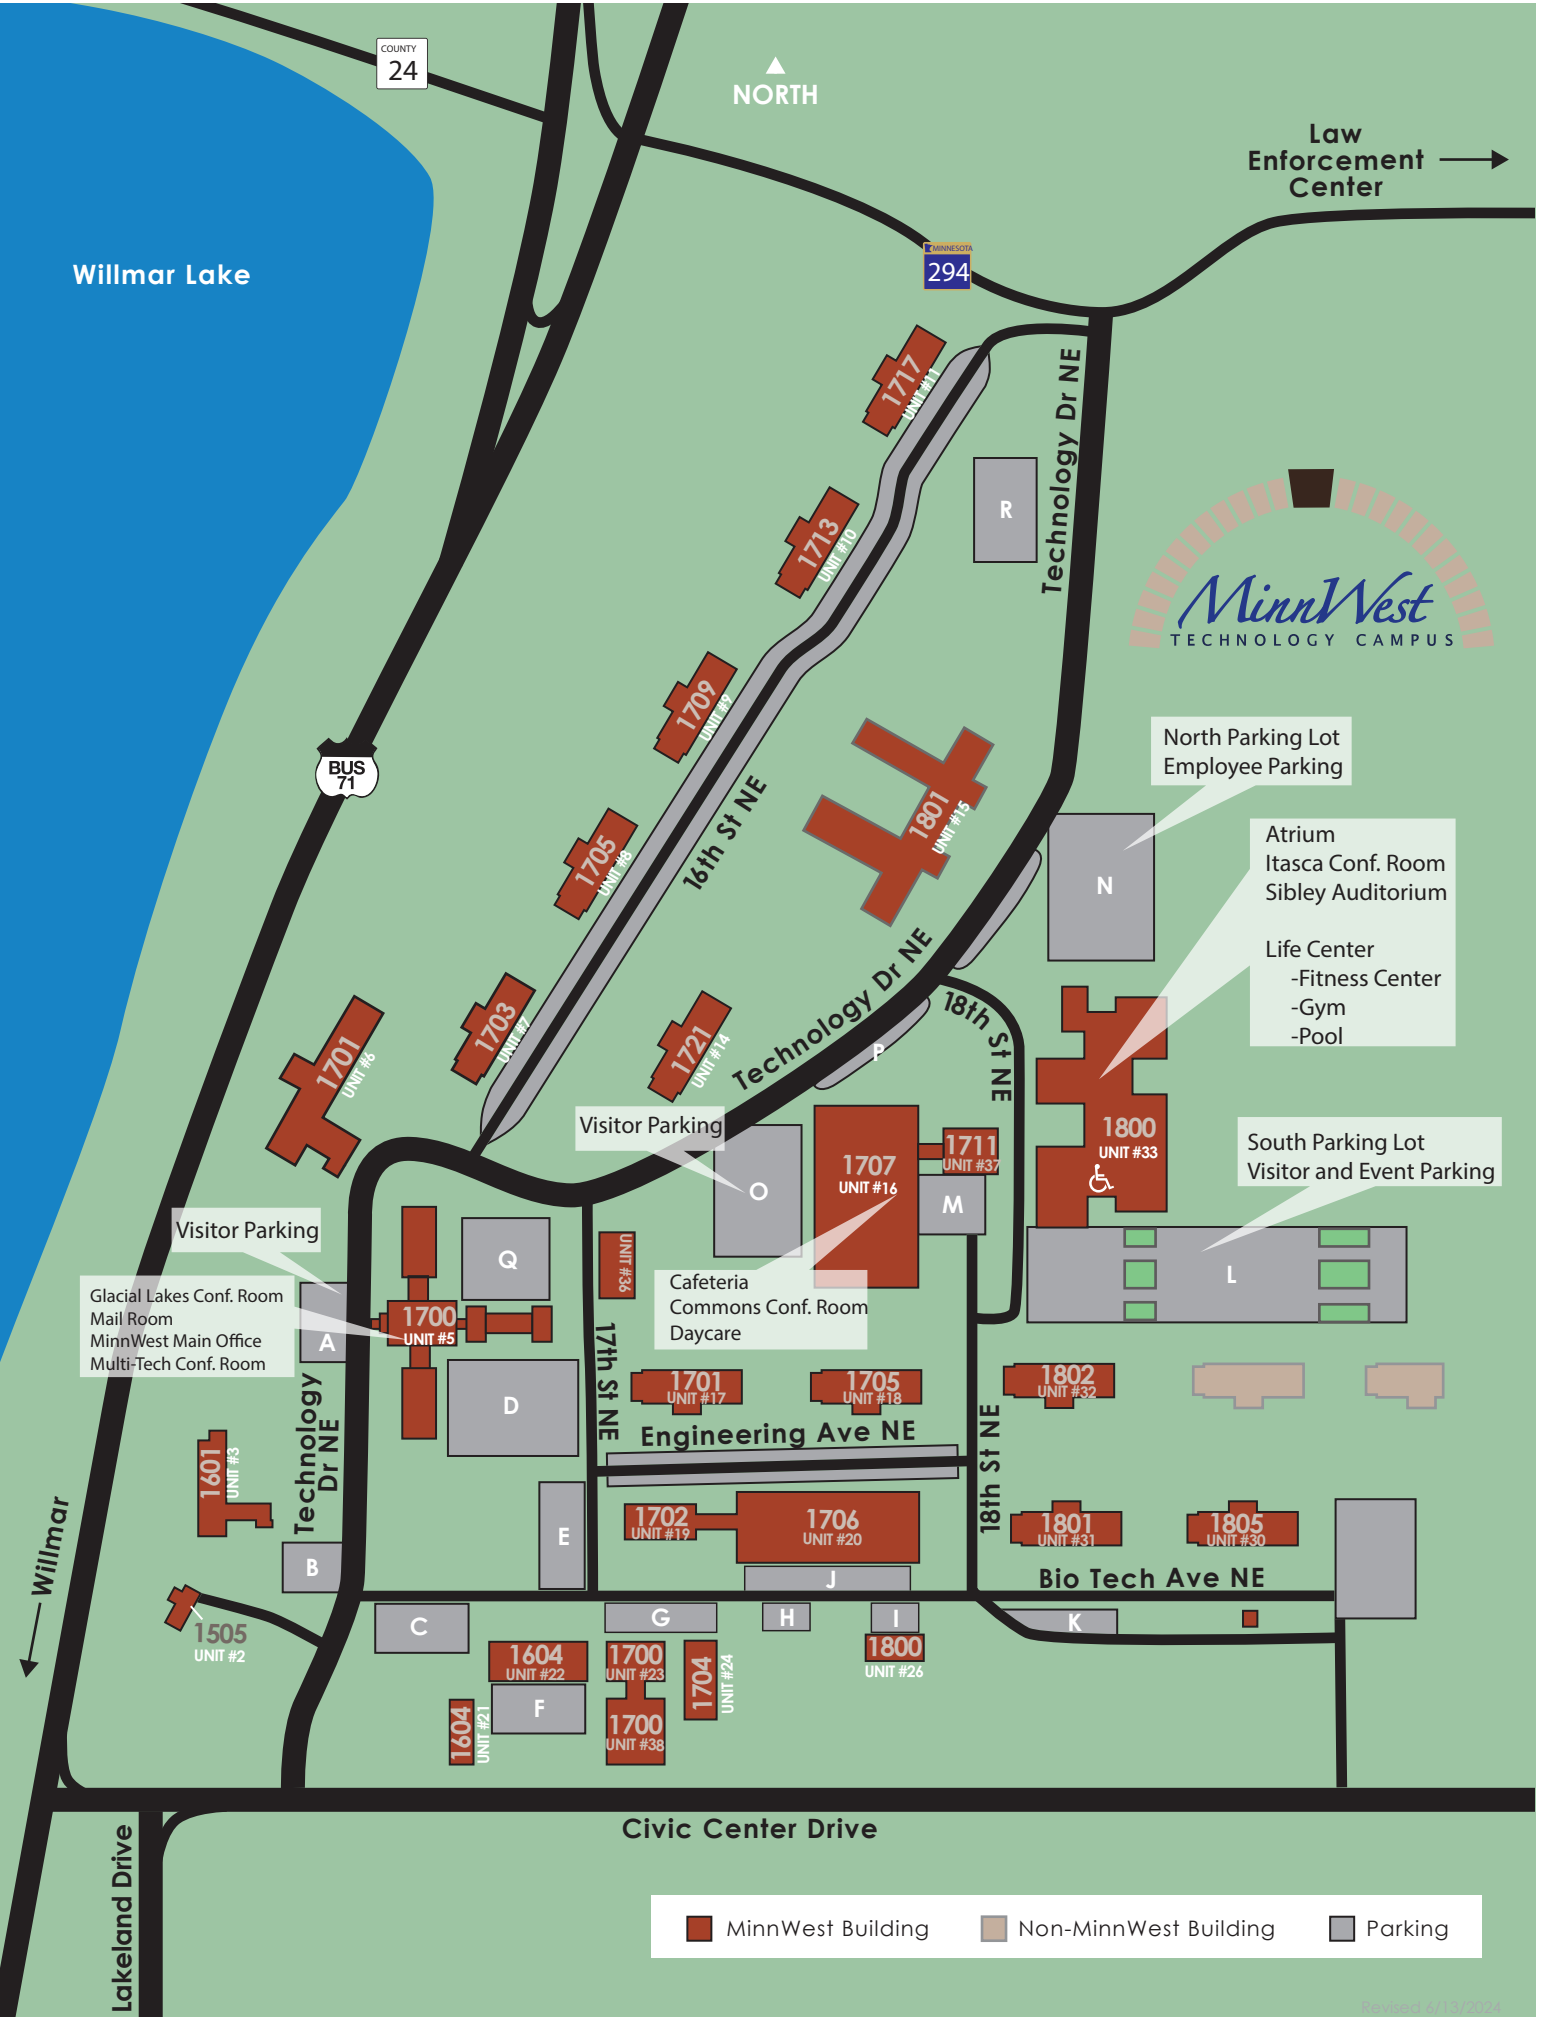 COUNTY
24
NORTH
Law
Enforcement
Center
Willmar Lake
MINNESOTA
294
1717
UNIT #11
Technology Dr NE
R
1713
UNIT #10
MinnWest
TECHNOLOGY CAMPUS
1709
UNIT #9
BUS
71
North Parking Lot
Employee Parking
1801
UNIT #15
16th St NE
1705
UNIT #8
N
Atrium
Itasca Conf. Room
Sibley Auditorium
Life Center
-Fitness Center
-Gym
-Pool
Technology Dr NE
1703
UNIT #7
1701
UNIT #6
1721
UNIT #14
P
18th St NE
Visitor Parking
O
1707
UNIT #16
1711
UNIT #37
M
1800
UNIT #33
South Parking Lot
Visitor and Event Parking
L
Visitor Parking
Q
UNIT #36
Glacial Lakes Conf. Room
Mail Room
MinnWest Main Office
Multi-Tech Conf. Room
A
1700
UNIT #5
Cafeteria
Commons Conf. Room
Daycare
D
17th St NE
1701
UNIT #17
1705
UNIT #18
1802
UNIT #32
Technology
Dr NE
Engineering Ave NE
18th St NE
1601
UNIT #3
E
1702
UNIT #19
1706
UNIT #20
1801
UNIT #31
1805
UNIT #30
Willmar
B
J
Bio Tech Ave NE
1505
UNIT #2
C
G
H
I
K
1604
UNIT #22
1700
UNIT #23
1704
UNIT #24
1800
UNIT #26
F
1604
UNIT #21
1700
UNIT #38
Civic Center Drive
Lakeland Drive
MinnWest Building
Non-MinnWest Building
Parking
Revised 6/13/2024